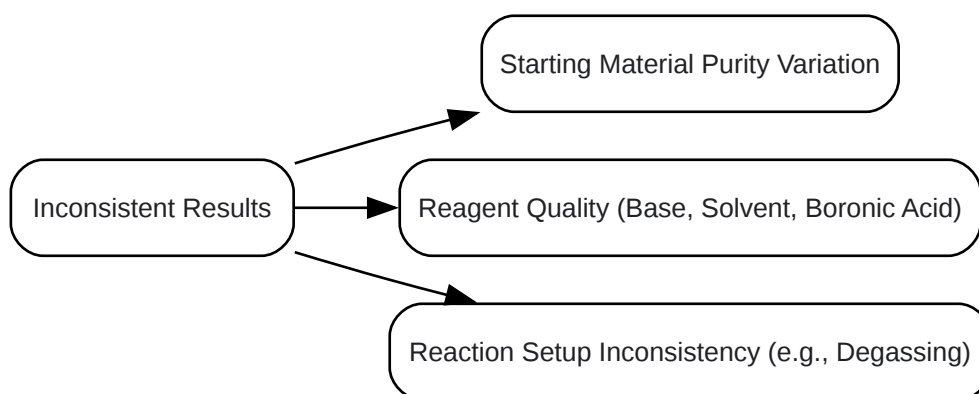 Starting Material Purity Variation
Inconsistent Results
Reagent Quality (Base, Solvent, Boronic Acid)
Reaction Setup Inconsistency (e.g., Degassing)